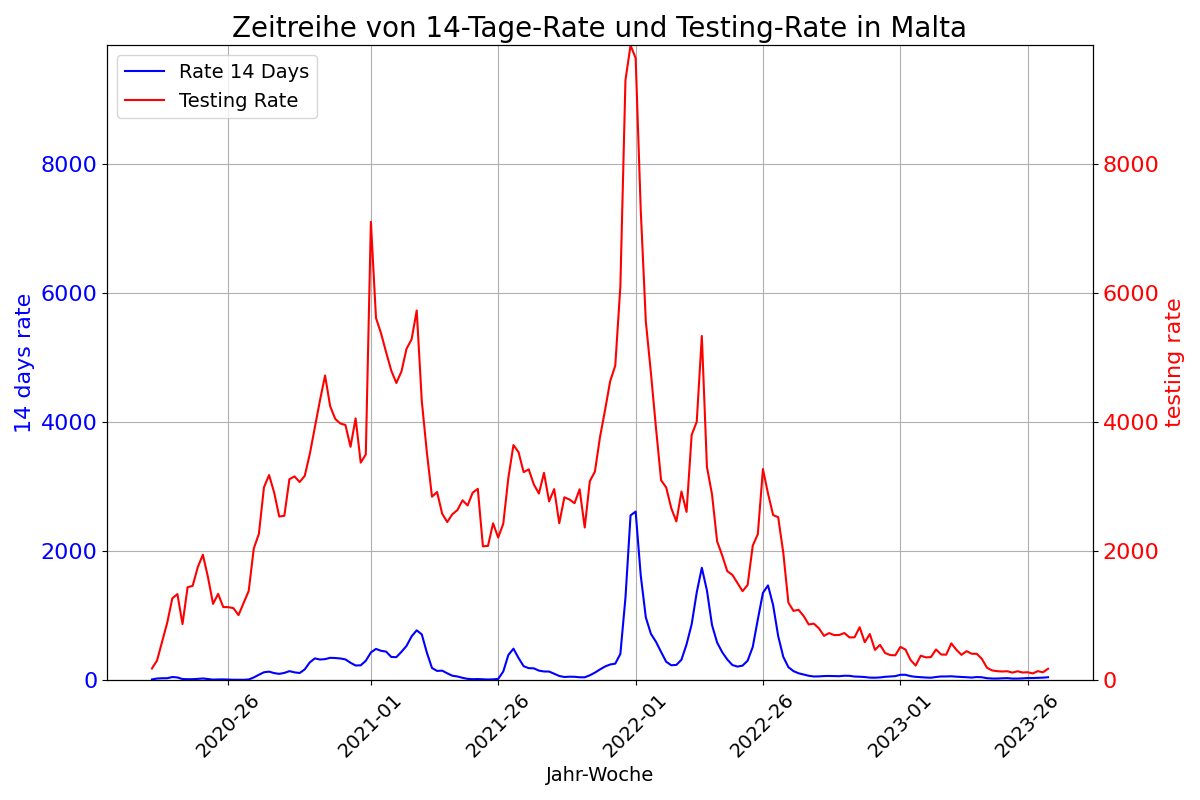 Zeitreihe von 14-Tage-Rate und Testing-Rate in Malta
Rate 14 Days
Testing Rate
8000
6000
4000
2000
0
14 days rate
8000
6000
4000
2000
0
testing rate
2020-26
2021-01
2021-26
2022-01
2022-26
2023-01
2023-26
Jahr-Woche